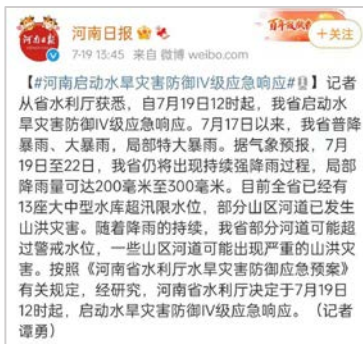 河南日报
7-19 13:45 来自 微博 weibo.com
+关注
【#河南启动水旱灾害防御Ⅳ级应急响应#】记者
从省水利厅获悉，自7月19日12时起，我省启动水
旱灾害防御Ⅳ级应急响应。7月17日以来，我省普降
暴雨、大暴雨，局部特大暴雨。据气象预报，7月
19日至22日，我省仍将出现持续强降雨过程，局部
降雨量可达200毫米至300毫米。目前全省已经有
13座大中型水库超汛限水位，部分山区河道已发生
山洪灾害。随着降雨的持续，我省部分河道可能超
过警戒水位，一些山区河道可能出现严重的山洪灾
害。按照《河南省水利厅水旱灾害防御应急预案》
有关规定，经研究，河南省水利厅决定于7月19日
12时起，启动水旱灾害防御Ⅳ级应急响应。（记者
谭勇）